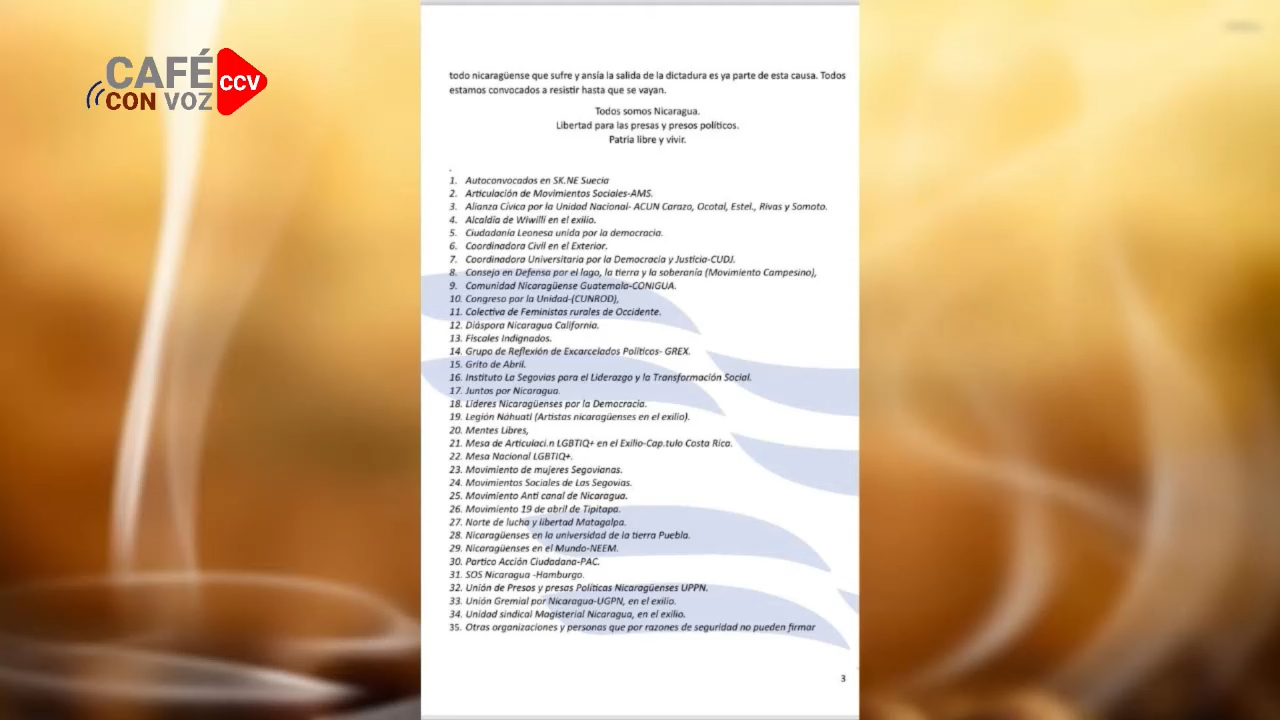 CAFÉ
CON VOZ
CCV
todo nicaragüense que sufre y ansía la salida de la dictadura es ya parte de esta causa. Todos
estamos convocados a resistir hasta que se vayan.
Todos somos Nicaragua.
Libertad para las presas y presos políticos.
Patria libre y vivir.
.
1. Autoconvocados en SK.NE Suecia
2. Articulación de Movimientos Sociales-AMS.
3. Alianza Cívica por la Unidad Nacional- ACUN Carazo, Ocotal, Estel., Rivas y Somoto.
4. Alcaldía de Wiwillí en el exilio.
5. Ciudadanía Leonesa unida por la democracia.
6. Coordinadora Civil en el Exterior.
7. Coordinadora Universitaria por la Democracia y Justicia-CUDJ.
8. Consejo en Defensa por el lago, la tierra y la soberanía (Movimiento Campesino),
9. Comunidad Nicaragüense Guatemala-CONIGUA.
10. Congreso por la Unidad-(CUNROD),
11. Colectiva de Feministas rurales de Occidente.
12. Diáspora Nicaragua California.
13. Fiscales Indignados.
14. Grupo de Reflexión de Excarcelados Políticos- GREX.
15. Grito de Abril.
16. Instituto La Segovias para el Liderazgo y la Transformación Social.
17. Juntos por Nicaragua.
18. Líderes Nicaragüenses por la Democracia.
19. Legión Náhuatl (Artistas nicaragüenses en el exilio).
20. Mentes Libres,
21. Mesa de Articulaci.n LGBTIQ+ en el Exilio-Cap.tulo Costa Rica.
22. Mesa Nacional LGBTIQ+.
23. Movimiento de mujeres Segovianas.
24. Movimientos Sociales de Las Segovias.
25. Movimiento Anti canal de Nicaragua.
26. Movimiento 19 de abril de Tipitapa.
27. Norte de lucha y libertad Matagalpa.
28. Nicaragüenses en la universidad de la tierra Puebla.
29. Nicaragüenses en el Mundo-NEEM.
30. Partico Acción Ciudadana-PAC.
31. SOS Nicaragua -Hamburgo.
32. Unión de Presos y presas Políticas Nicaragüenses UPPN.
33. Unión Gremial por Nicaragua-UGPN, en el exilio.
34. Unidad sindical Magisterial Nicaragua, en el exilio.
35. Otras organizaciones y personas que por razones de seguridad no pueden firmar
3